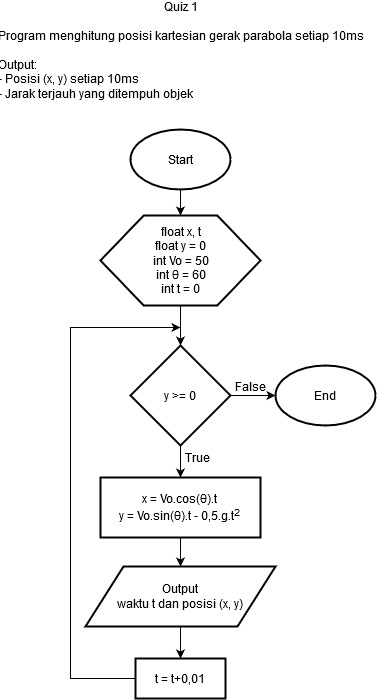 Quiz 1
Program menghitung posisi kartesian gerak parabola setiap 10ms
Output:
- Posisi (x, y) setiap 10ms
- Jarak terjauh yang ditempuh objek
Start
float x, t
float y = 0
int Vo = 50
int θ = 60
int t = 0
y >= 0
False
End
True
x = Vo.cos(θ).t
y = Vo.sin(θ).t - 0,5.g.t²
Output
waktu t dan posisi (x, y)
t = t+0,01